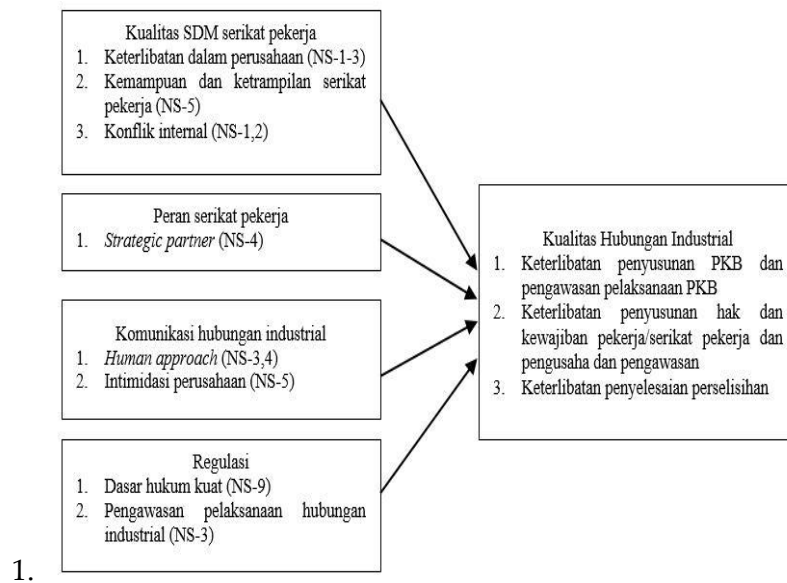 Kualitas SDM serikat pekerja
1. Keterlibatan dalam perusahaan (NS-1-3)
2. Kemampuan dan ketrampilan serikat
pekerja (NS-5)
3. Konflik internal (NS-1,2)
Peran serikat pekerja
1. Strategic partner (NS-4)
Komunikasi hubungan industrial
1. Human approach (NS-3,4)
2. Intimidasi perusahaan (NS-5)
Regulasi
1. Dasar hukum kuat (NS-9)
2. Pengawasan pelaksanaan hubungan
industrial (NS-3)
Kualitas Hubungan Industrial
1. Keterlibatan penyusunan PKB dan
pengawasan pelaksanaan PKB
2. Keterlibatan penyusunan hak dan
kewajiban pekerja/serikat pekerja dan
pengusaha dan pengawasan
3. Keterlibatan penyelesaian perselisihan
1.